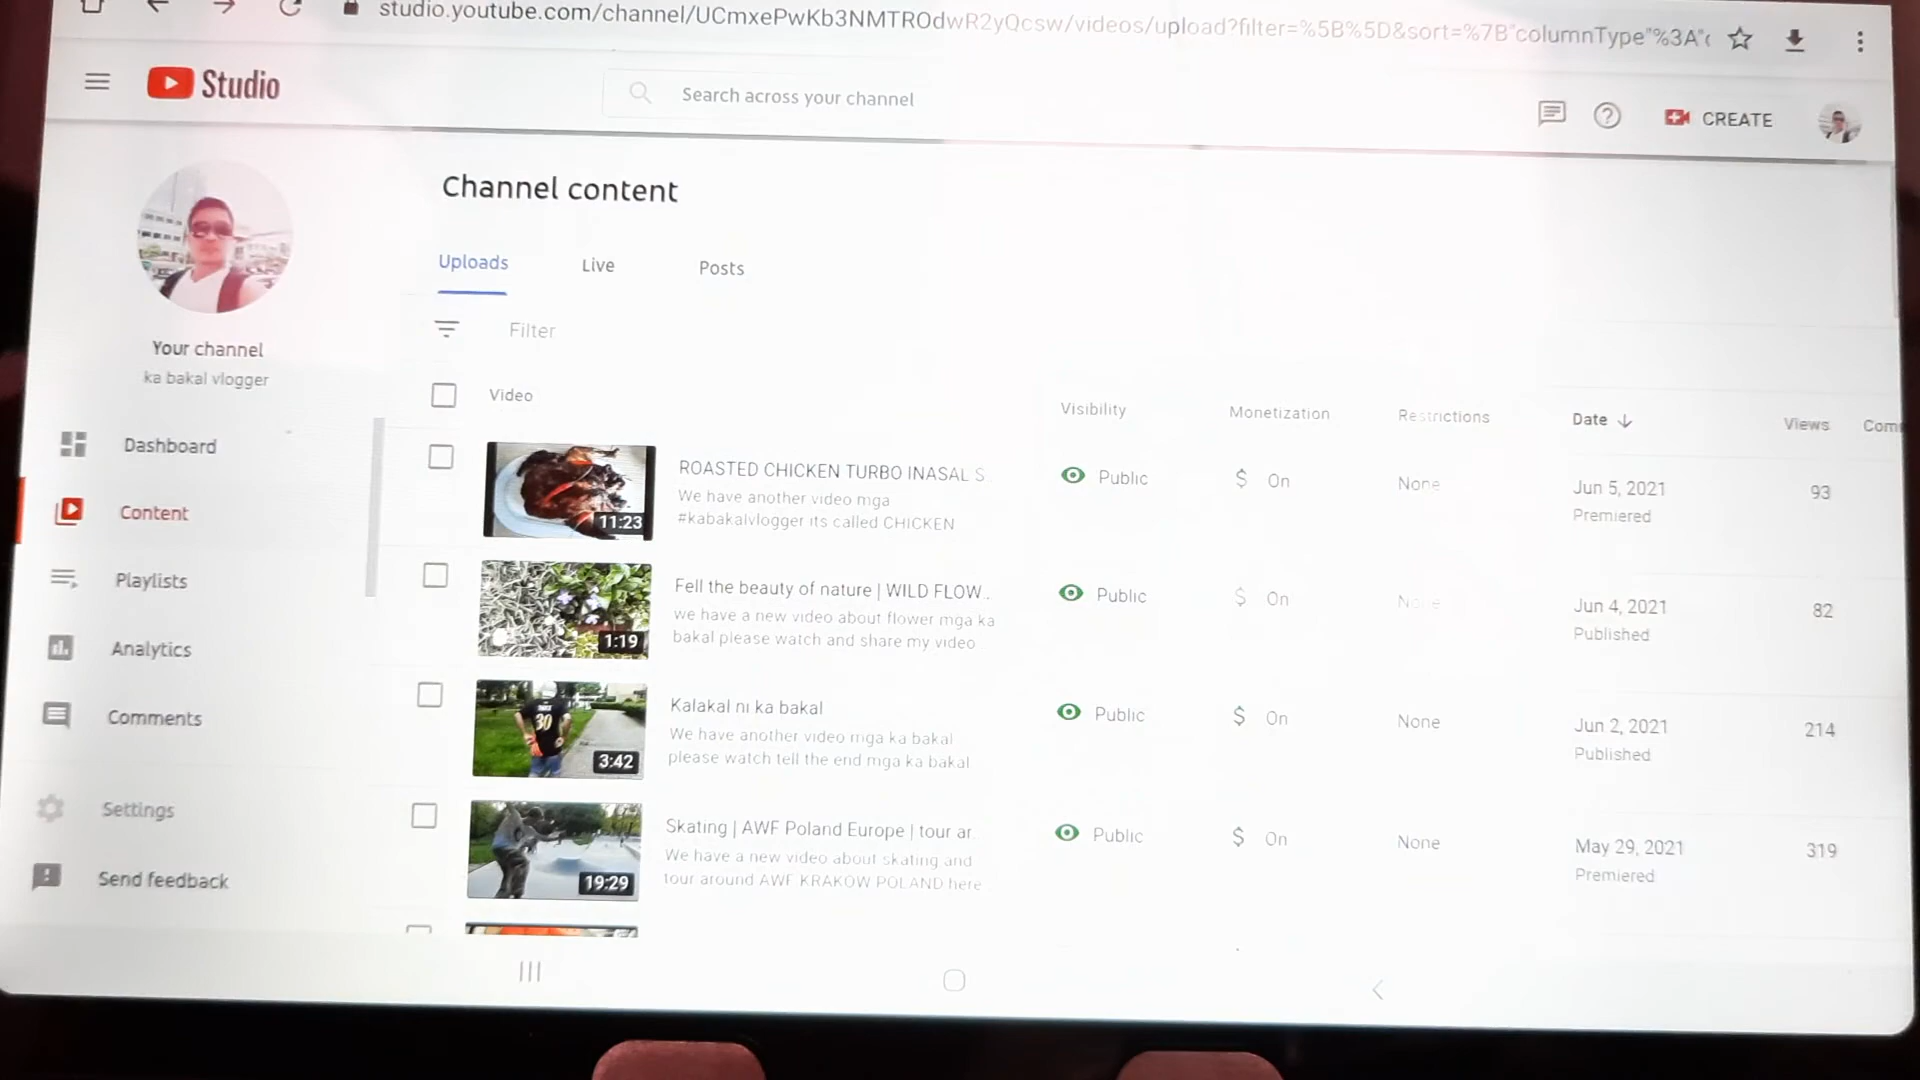 studio.youtube.com/channel/UCmxePwKb3NMTROdwR2yQcsw/videos/upload?filter=%5B%5D&sort=%7B"columnType"%3A"
Studio
Search across your channel
CREATE
Your channel
ka bakal vlogger
Dashboard
Content
Playlists
Analytics
Comments
Settings
Send feedback
Channel content
Uploads Live Posts
Filter
Video Visibility Monetization Restrictions Date Views Com
11:23
ROASTED CHICKEN TURBO INASAL S
We have another video mga
#kabakalvlogger its called CHICKEN
Public $ On None Jun 5, 2021 93
Premiered
1:19
Fell the beauty of nature | WILD FLOW...
we have a new video about flower mga ka
bakal please watch and share my video
Public $ On None Jun 4, 2021 82
Published
30
3:42
Kalakal ni ka bakal
We have another video mga ka bakal
please watch tell the end mga ka bakal
Public $ On None Jun 2, 2021 214
Published
19:29
Skating | AWF Poland Europe | tour ar
We have a new video about skating and
tour around AWF KRAKOW POLAND here
Public $ On None May 29, 2021 319
Premiered